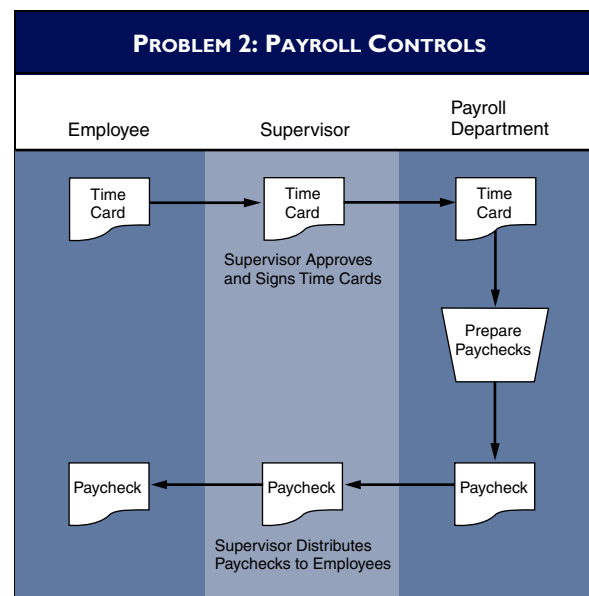 PROBLEM 2: PAYROLL CONTROLS
Employee
Supervisor
Payroll
Department
Time
Card
Time
Card
Time
Card
Supervisor Approves
and Signs Time Cards
Prepare
Paychecks
Paycheck
Paycheck
Paycheck
Supervisor Distributes
Paychecks to Employees